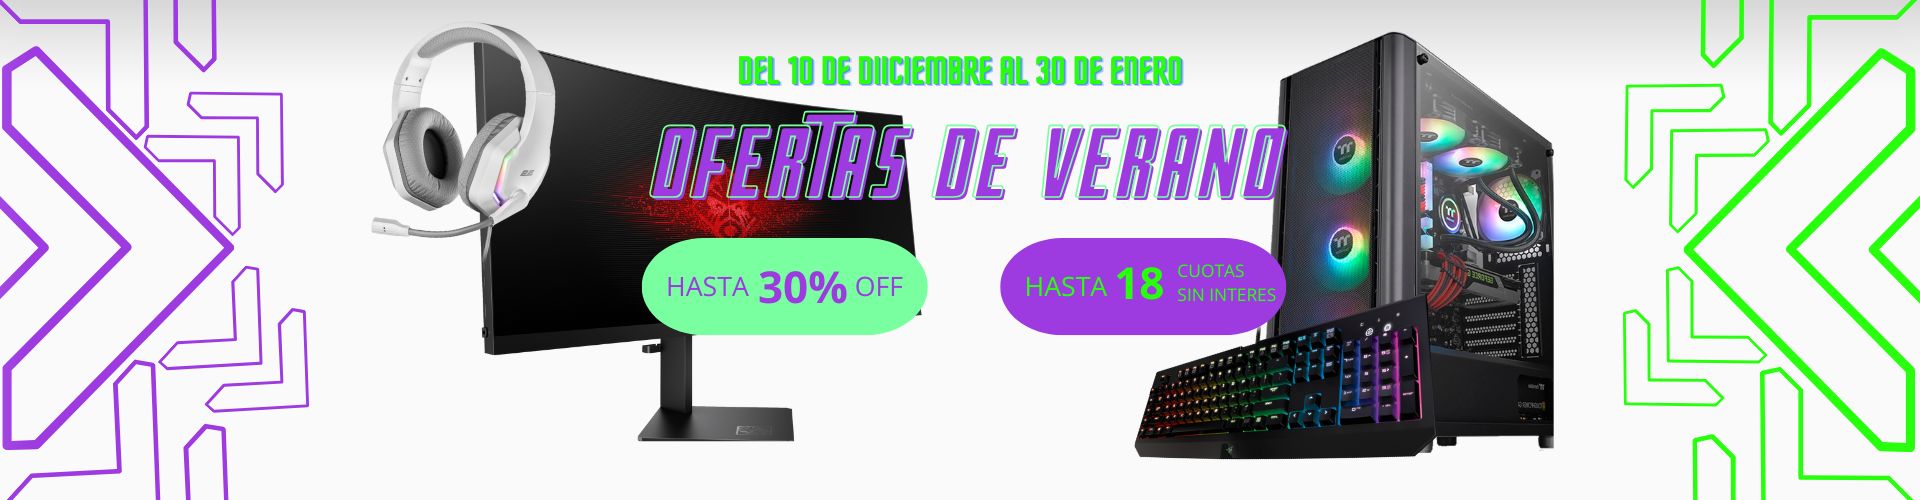 DEL 10 DE DIICIEMBRE AL 30 DE ENERO
OFERTAS DE VERANO
HASTA 30% OFF
HASTA 18 CUOTAS
SIN INTERES